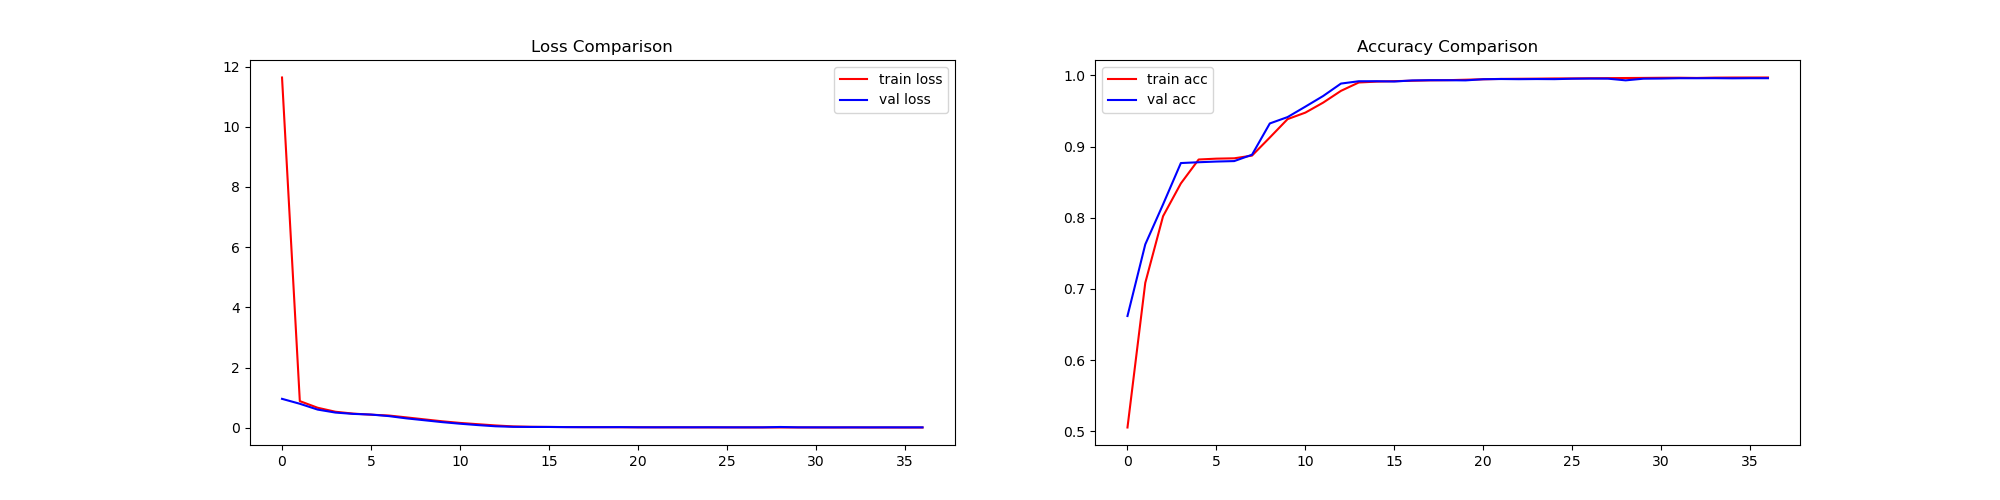 Loss Comparison
12
10
8
6
4
2
0
train loss
val loss
0 5 10 15 20 25 30 35
Accuracy Comparison
1.0
0.9
0.8
0.7
0.6
0.5
train acc
val acc
0 5 10 15 20 25 30 35